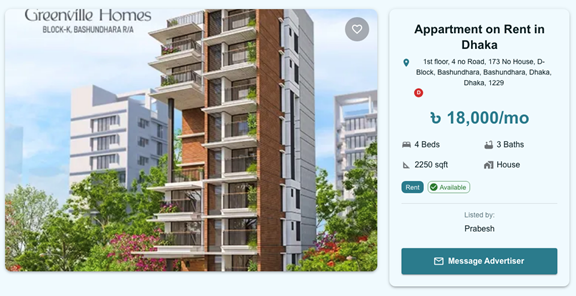 Greenville Homes
BLOCK-K, BASHUNDHARA R/A
Appartment on Rent in
Dhaka
1st floor, 4 no Road, 173 No House, D-
Block, Bashundhara, Bashundhara, Dhaka,
Dhaka, 1229
D
৳ 18,000/mo
4 Beds
3 Baths
2250 sqft
House
Rent
Available
Listed by:
Prabesh
Message Advertiser